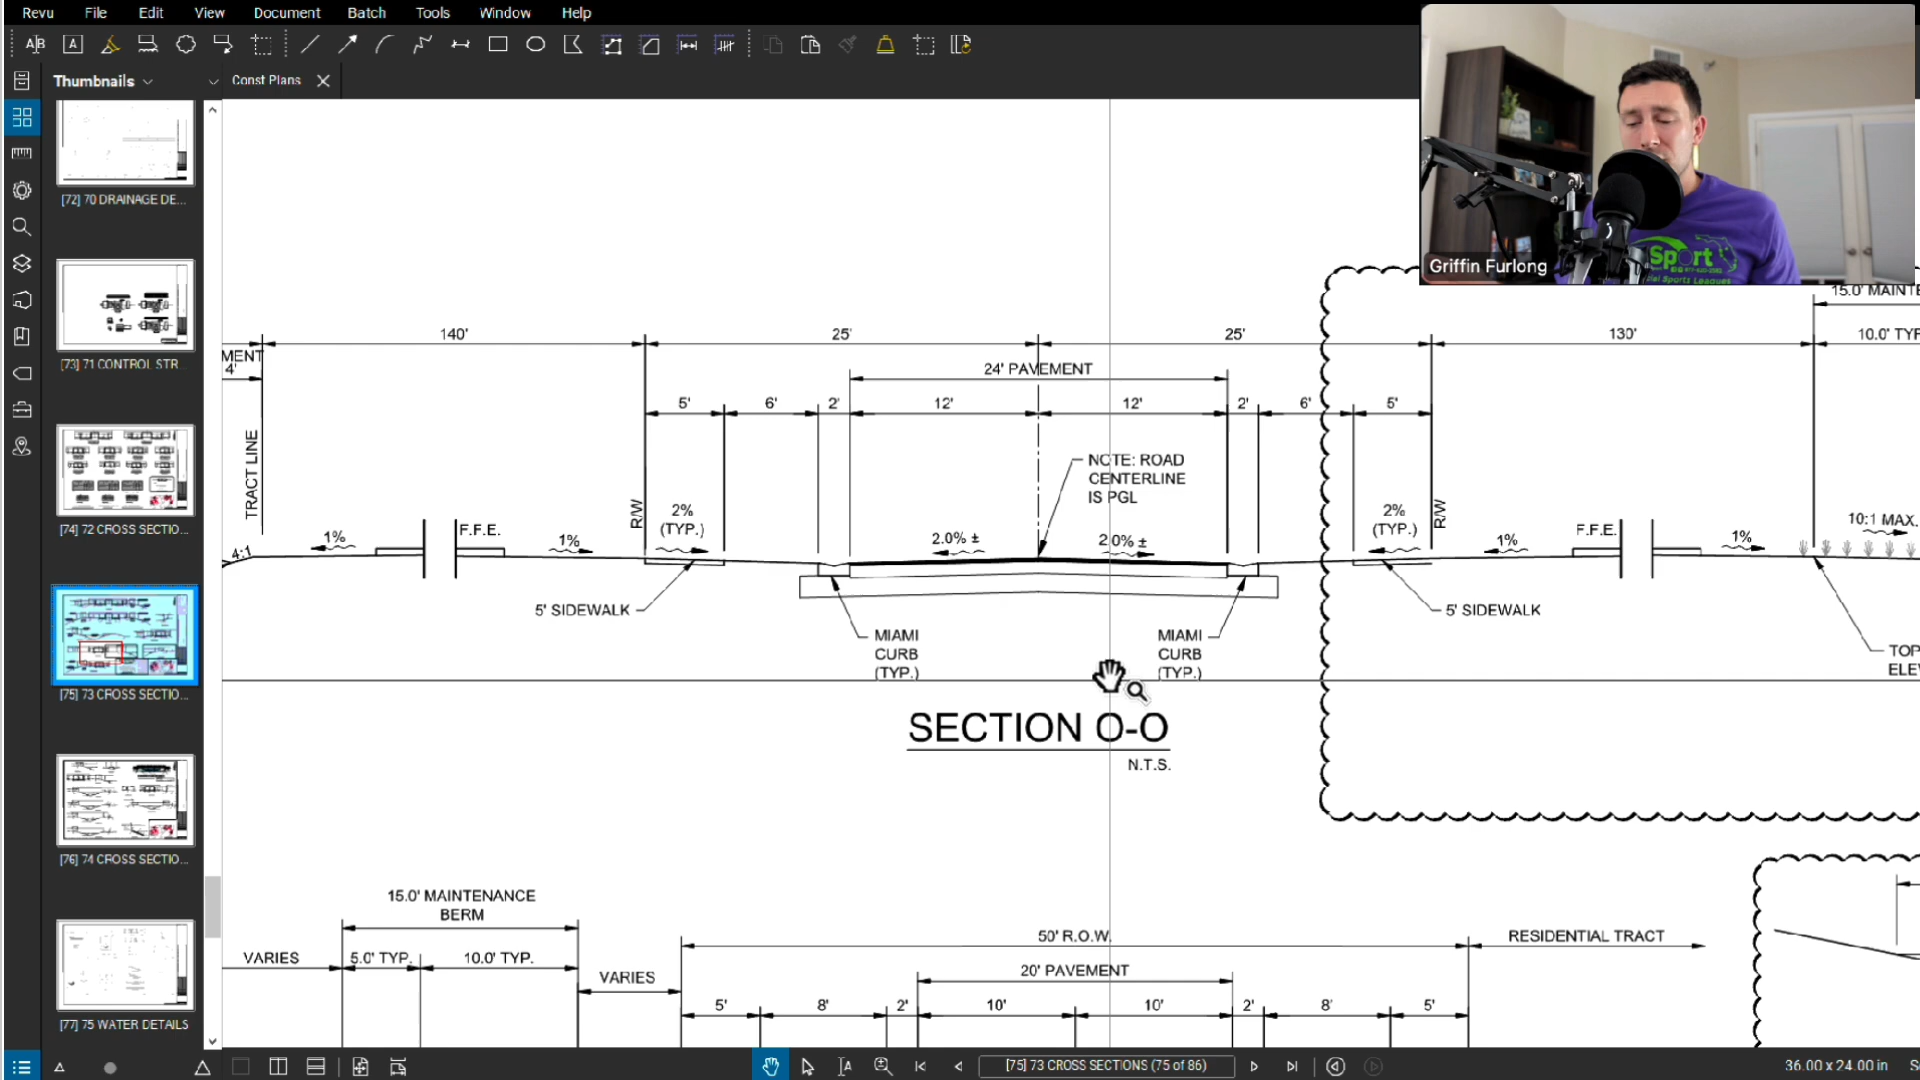 Revu File Edit View Document Batch Tools Window Help
Thumbnails
Const Plans
[72] 70 DRAINAGE DE...
[73] 71 CONTROL STR...
[74] 72 CROSS SECTIO...
[75] 73 CROSS SECTIO...
[76] 74 CROSS SECTIO...
[77] 75 WATER DETAILS
Griffin Furlong
Sport
Leagues
15.0' MAINTE
140' 25' 25' 130' 10.0' TYP
MENT
4'
24' PAVEMENT
5' 6' 2' 12' 12' 2' 6' 5'
TRACT LINE
NOTE: ROAD
CENTERLINE
IS PGL
R/W
2%
(TYP.)
2%
(TYP.)
R/W
4:1 1% F.F.E. 1% 2.0% ± 2.0% ± 1% F.F.E. 1% 10:1 MAX.
5' SIDEWALK
5' SIDEWALK
MIAMI
CURB
(TYP.)
MIAMI
CURB
(TYP.)
TOP
ELE
SECTION O-O
N.T.S.
15.0' MAINTENANCE
BERM
VARIES 5.0' TYP. 10.0' TYP.
VARIES
50' R.O.W. RESIDENTIAL TRACT
20' PAVEMENT
5' 8' 2' 10' 10' 2' 8' 5'
[75] 73 CROSS SECTIONS (75 of 86)
36.00 x 24.00 in